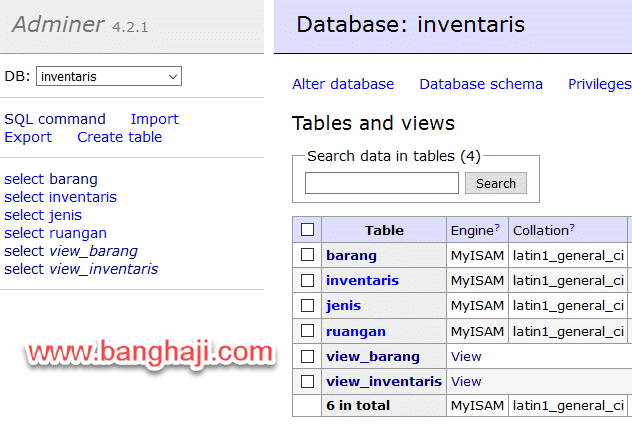 Adminer 4.2.1
DB: inventaris
SQL command Import
Export Create table
select barang
select inventaris
select jenis
select ruangan
select view_barang
select view_inventaris
www.banghaji.com
Database: inventaris
Alter database Database schema Privileges
Tables and views
Search data in tables (4)
Search
Table Engine? Collation?
barang MyISAM latin1_general_ci
inventaris MyISAM latin1_general_ci
jenis MyISAM latin1_general_ci
ruangan MyISAM latin1_general_ci
view_barang View
view_inventaris View
6 in total MyISAM latin1_general_ci